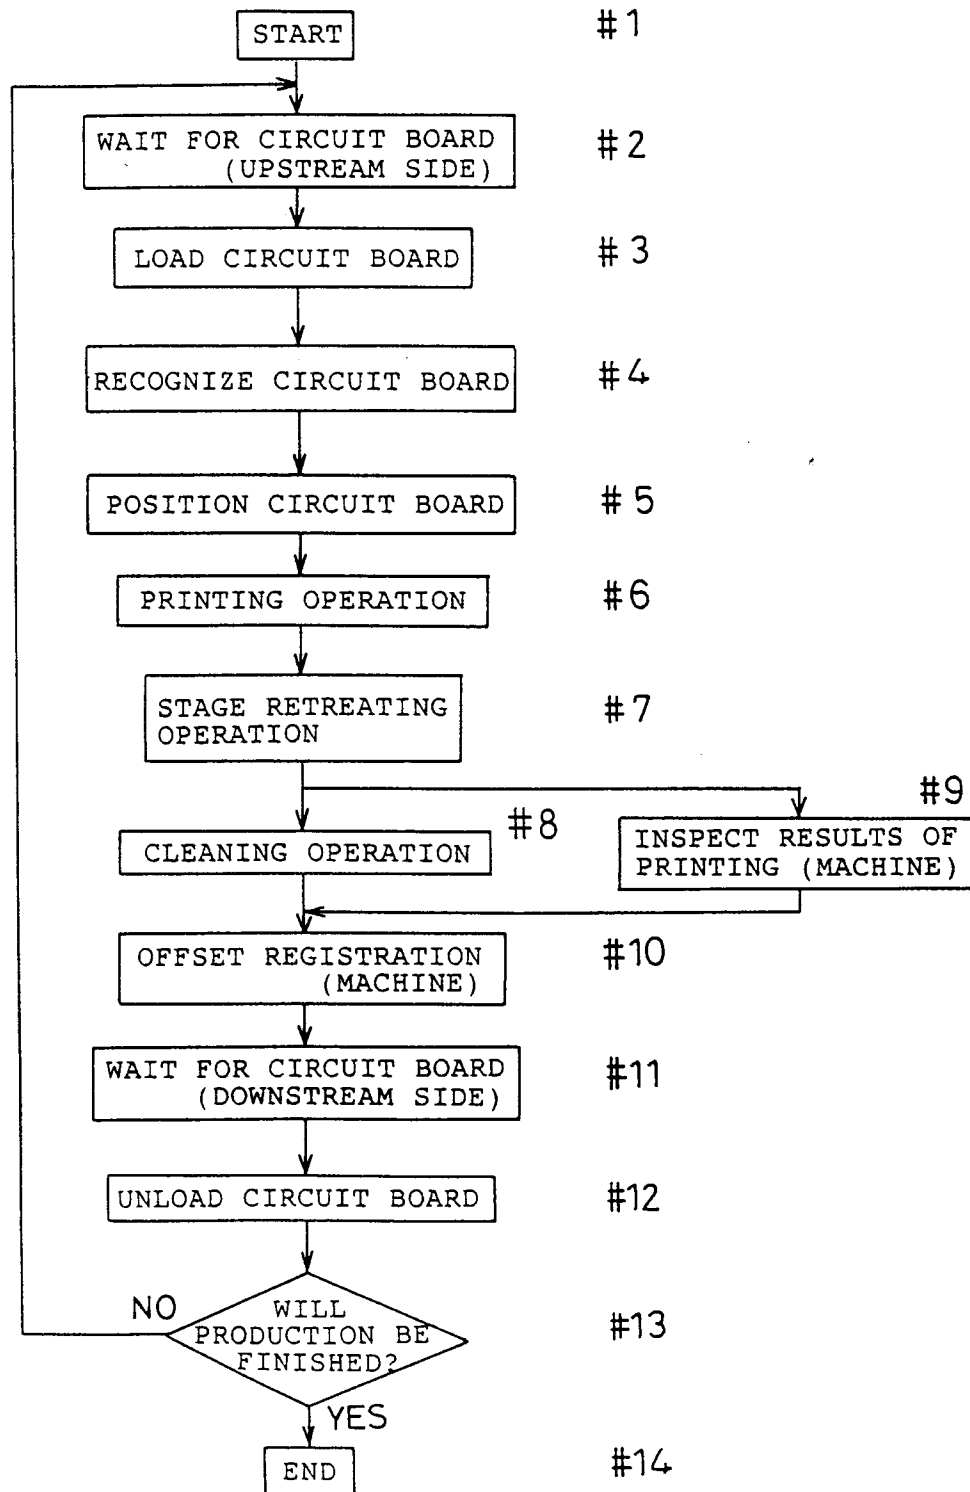 START
#1
WAIT FOR CIRCUIT BOARD
(UPSTREAM SIDE)
#2
LOAD CIRCUIT BOARD
#3
RECOGNIZE CIRCUIT BOARD
#4
POSITION CIRCUIT BOARD
#5
PRINTING OPERATION
#6
STAGE RETREATING
OPERATION
#7
CLEANING OPERATION
#8
#9
INSPECT RESULTS OF
PRINTING (MACHINE)
OFFSET REGISTRATION
(MACHINE)
#10
WAIT FOR CIRCUIT BOARD
(DOWNSTREAM SIDE)
#11
UNLOAD CIRCUIT BOARD
#12
NO
WILL
PRODUCTION BE
FINISHED?
#13
YES
END
#14